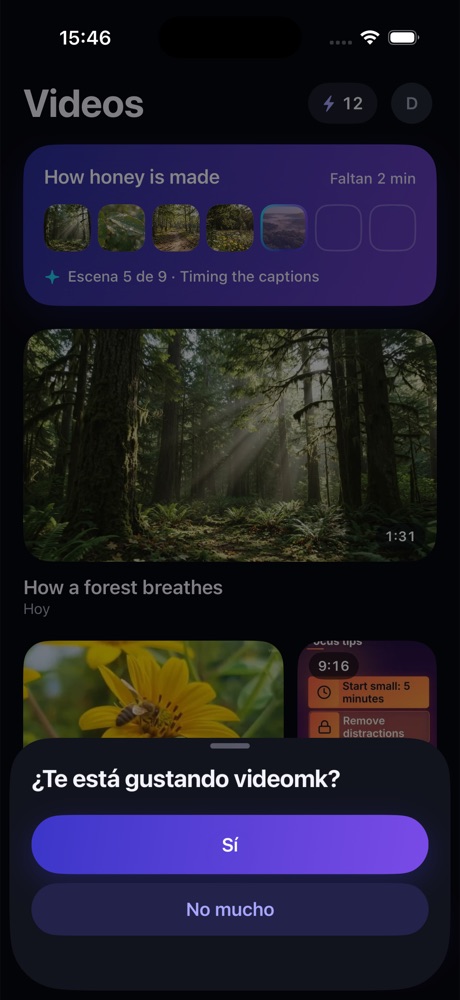 15:46
Videos
12
D
How honey is made
Faltan 2 min
Escena 5 de 9 · Timing the captions
1:31
How a forest breathes
Hoy
ocus tips
9:16
Start small: 5
minutes
Remove
distractions
¿Te está gustando videomk?
Sí
No mucho